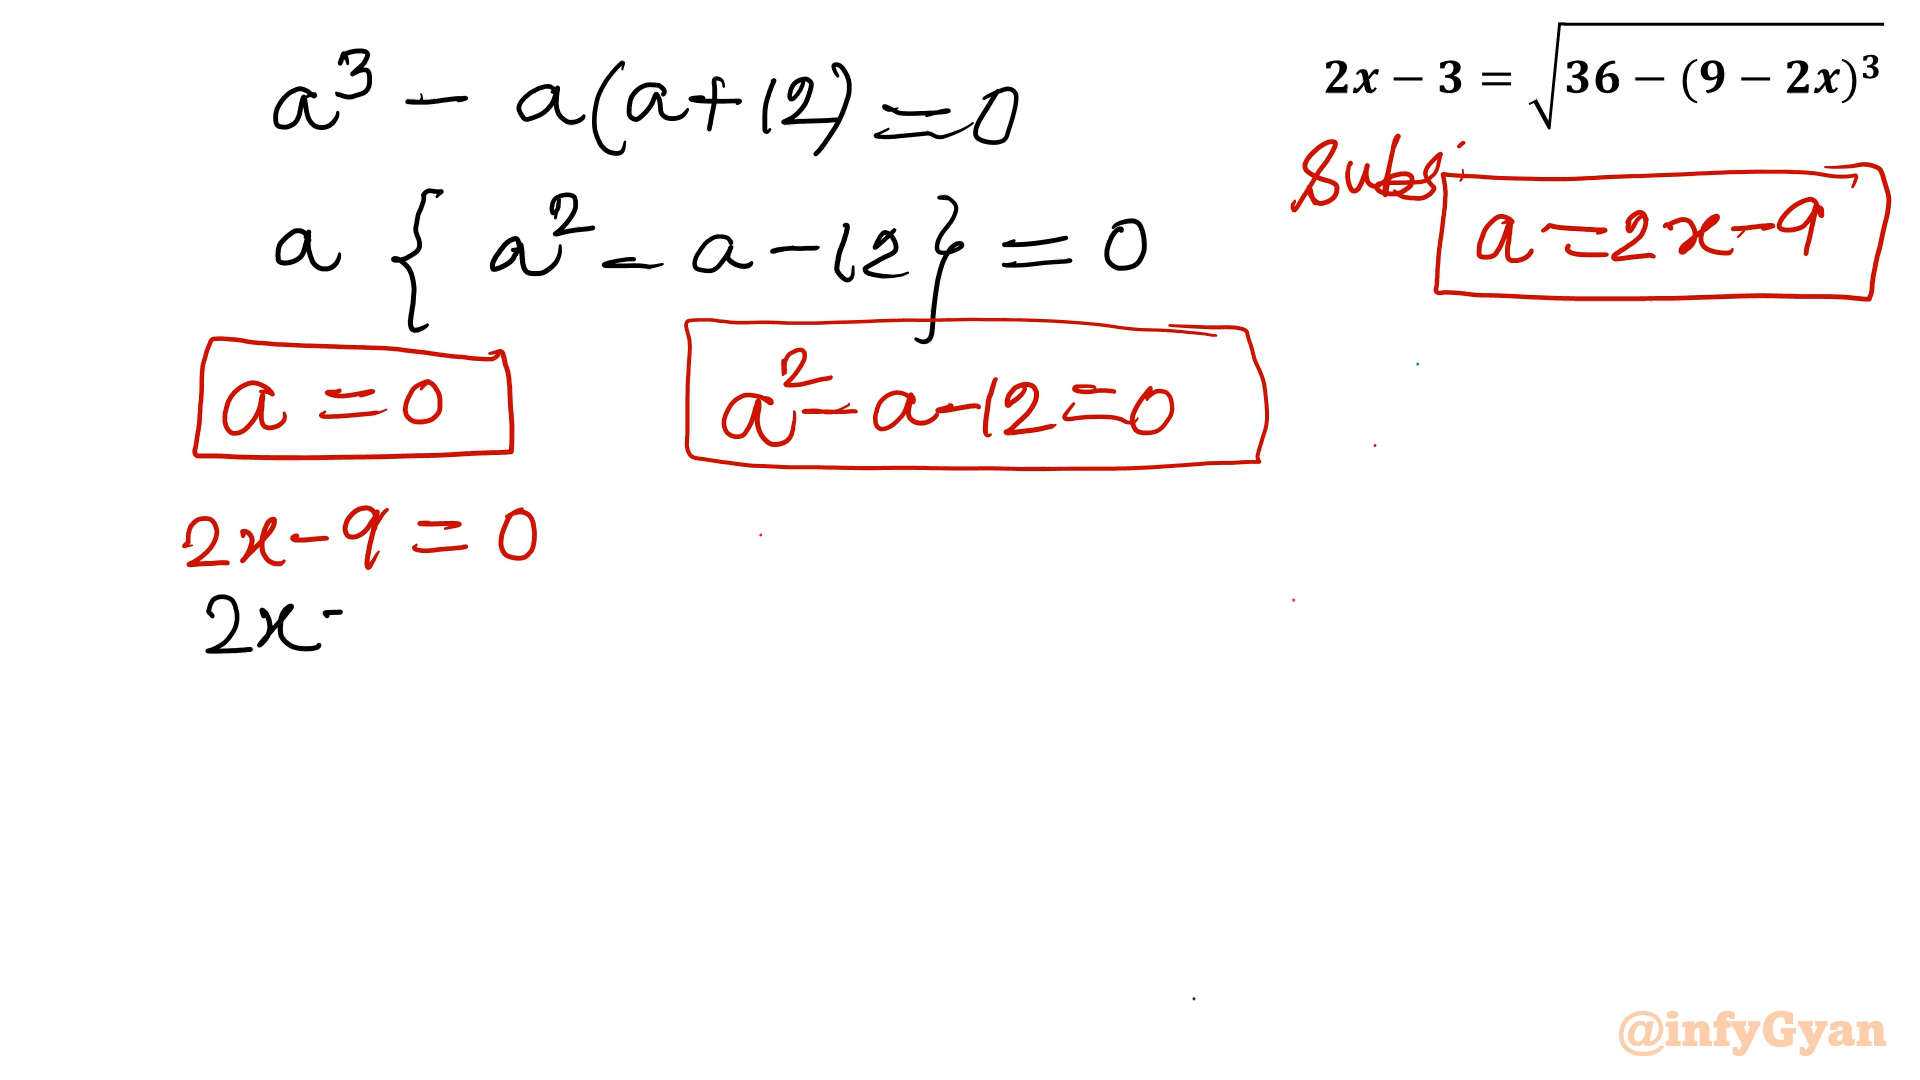 a³ - a(a+12) = 0
2x - 3 = √36 - (9 - 2x)³
Subs:
a = 2x - 9
a { a² - a - 12 } = 0
a = 0
a² - a - 12 = 0
2x - 9 = 0
2x -
@infyGyan